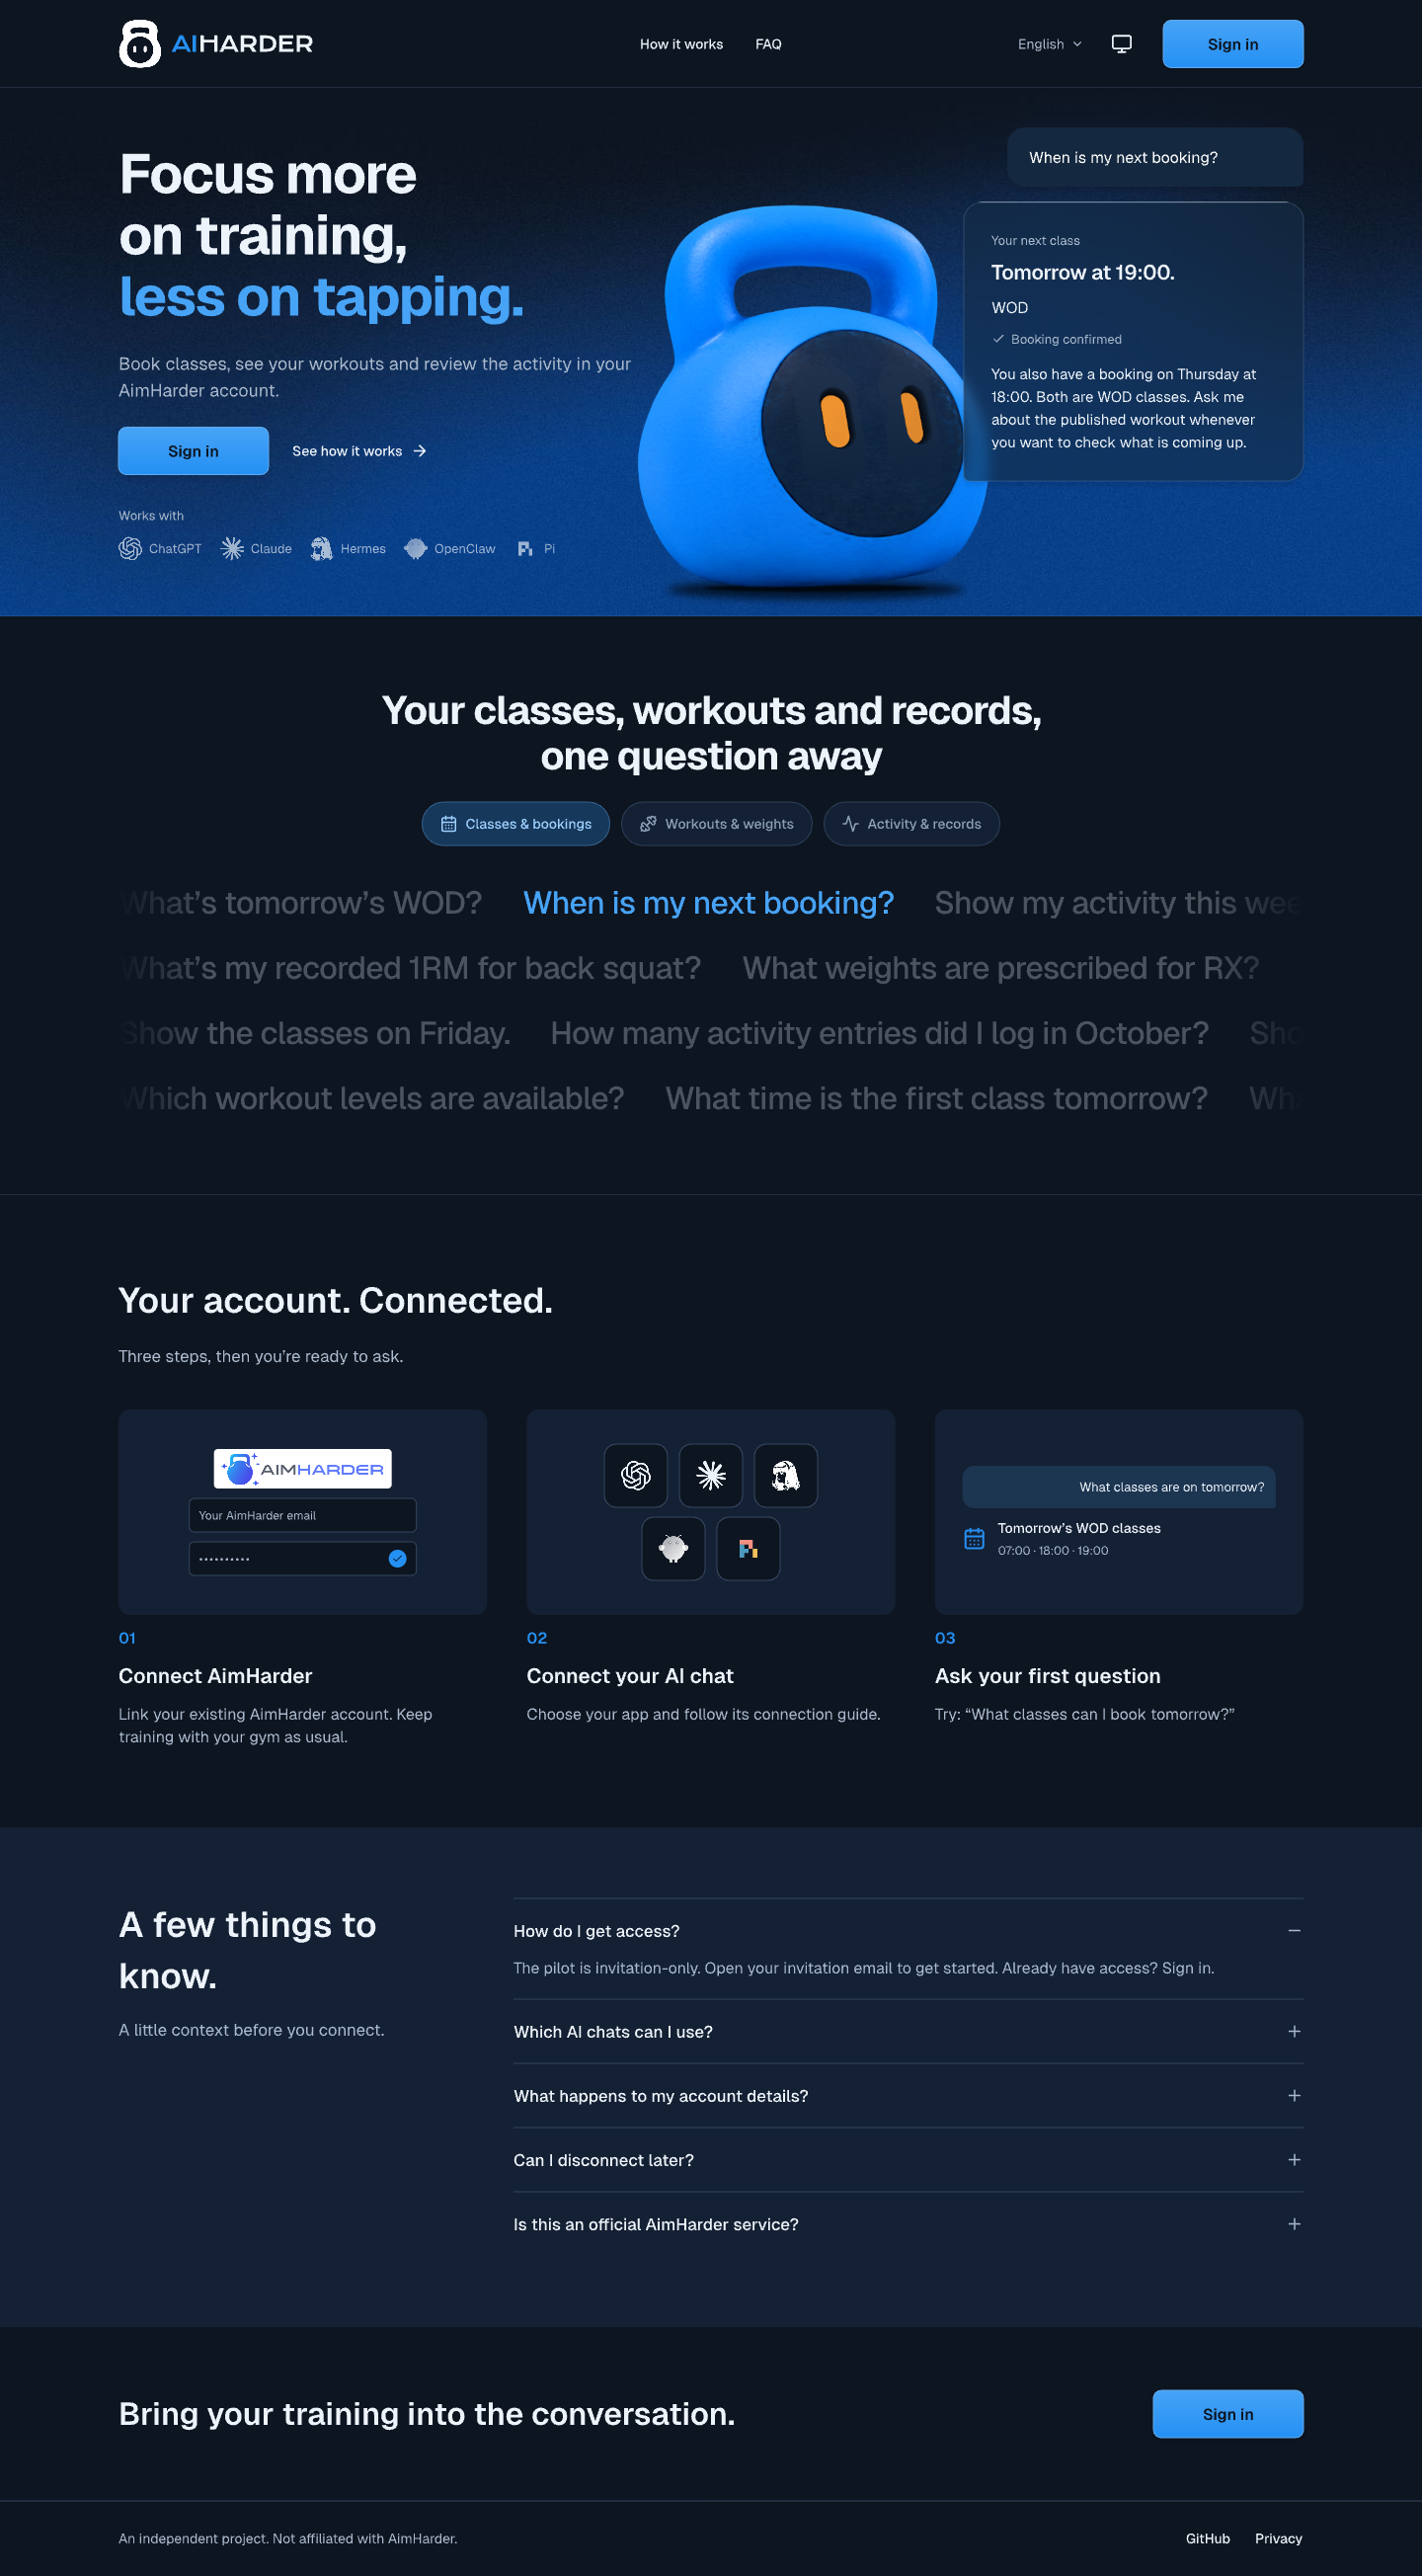 AIHARDER
How it works
FAQ
English
Sign in
Focus more
on training,
less on tapping.
Book classes, see your workouts and review the activity in your
AimHarder account.
Sign in
See how it works
Works with
ChatGPT
Claude
Hermes
OpenClaw
Pi
When is my next booking?
Your next class
Tomorrow at 19:00.
WOD
Booking confirmed
You also have a booking on Thursday at
18:00. Both are WOD classes. Ask me
about the published workout whenever
you want to check what is coming up.
Your classes, workouts and records,
one question away
Classes & bookings
Workouts & weights
Activity & records
What’s tomorrow’s WOD? When is my next booking? Show my activity this wee
What’s my recorded 1RM for back squat? What weights are prescribed for RX?
Show the classes on Friday. How many activity entries did I log in October? Sho
Which workout levels are available? What time is the first class tomorrow? Wh
Your account. Connected.
Three steps, then you’re ready to ask.
AIMHARDER
Your AimHarder email
01
Connect AimHarder
Link your existing AimHarder account. Keep
training with your gym as usual.
02
Connect your AI chat
Choose your app and follow its connection guide.
What classes are on tomorrow?
Tomorrow’s WOD classes
07:00 · 18:00 · 19:00
03
Ask your first question
Try: “What classes can I book tomorrow?”
A few things to
know.
A little context before you connect.
How do I get access?
The pilot is invitation-only. Open your invitation email to get started. Already have access? Sign in.
Which AI chats can I use?
What happens to my account details?
Can I disconnect later?
Is this an official AimHarder service?
Bring your training into the conversation.
Sign in
An independent project. Not affiliated with AimHarder.
GitHub
Privacy